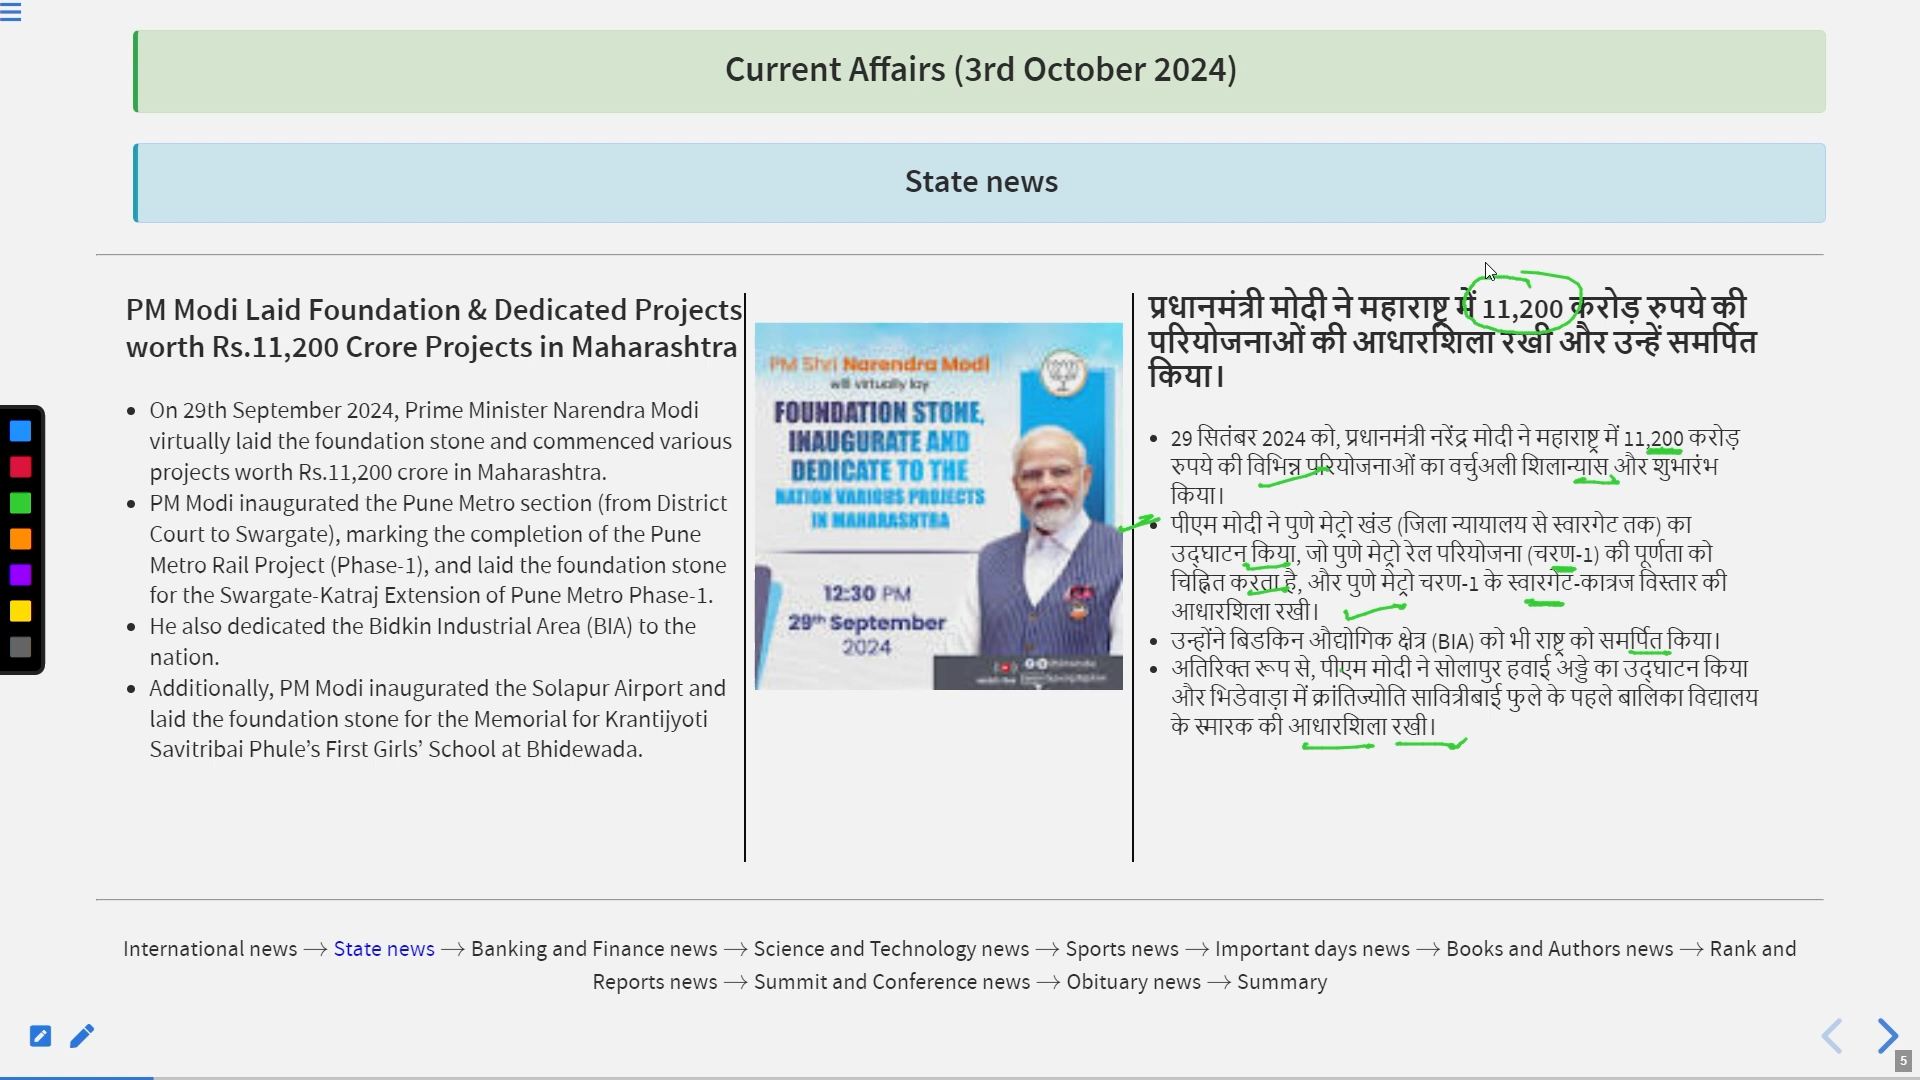 Current Affairs (3rd October 2024)
State news
PM Modi Laid Foundation & Dedicated Projects
worth Rs.11,200 Crore Projects in Maharashtra
On 29th September 2024, Prime Minister Narendra Modi
virtually laid the foundation stone and commenced various
projects worth Rs.11,200 crore in Maharashtra.
PM Modi inaugurated the Pune Metro section (from District
Court to Swargate), marking the completion of the Pune
Metro Rail Project (Phase-1), and laid the foundation stone
for the Swargate-Katraj Extension of Pune Metro Phase-1.
He also dedicated the Bidkin Industrial Area (BIA) to the
nation.
Additionally, PM Modi inaugurated the Solapur Airport and
laid the foundation stone for the Memorial for Krantijyoti
Savitribai Phule’s First Girls’ School at Bhidewada.
PM Shri Narendra Modi
will virtually lay
FOUNDATION STONE,
INAUGURATE AND
DEDICATE TO THE
NATION VARIOUS PROJECTS
IN MAHARASHTRA
12:30 PM
29th September
2024
प्रधानमंत्री मोदी ने महाराष्ट्र में 11,200 करोड़ रुपये की
परियोजनाओं की आधारशिला रखी और उन्हें समर्पित
किया।
29 सितंबर 2024 को, प्रधानमंत्री नरेंद्र मोदी ने महाराष्ट्र में 11,200 करोड़
रुपये की विभिन्न परियोजनाओं का वर्चुअली शिलान्यास और शुभारंभ
किया।
पीएम मोदी ने पुणे मेट्रो खंड (जिला न्यायालय से स्वारगेट तक) का
उद्घाटन किया, जो पुणे मेट्रो रेल परियोजना (चरण-1) की पूर्णता को
चिह्नित करता है, और पुणे मेट्रो चरण-1 के स्वारगेट-कात्रज विस्तार की
आधारशिला रखी।
उन्होंने बिडकिन औद्योगिक क्षेत्र (BIA) को भी राष्ट्र को समर्पित किया।
अतिरिक्त रूप से, पीएम मोदी ने सोलापुर हवाई अड्डे का उद्घाटन किया
और भिडेवाड़ा में क्रांतिज्योति सावित्रीबाई फुले के पहले बालिका विद्यालय
के स्मारक की आधारशिला रखी।
International news → State news → Banking and Finance news → Science and Technology news → Sports news → Important days news → Books and Authors news → Rank and
Reports news → Summit and Conference news → Obituary news → Summary
5